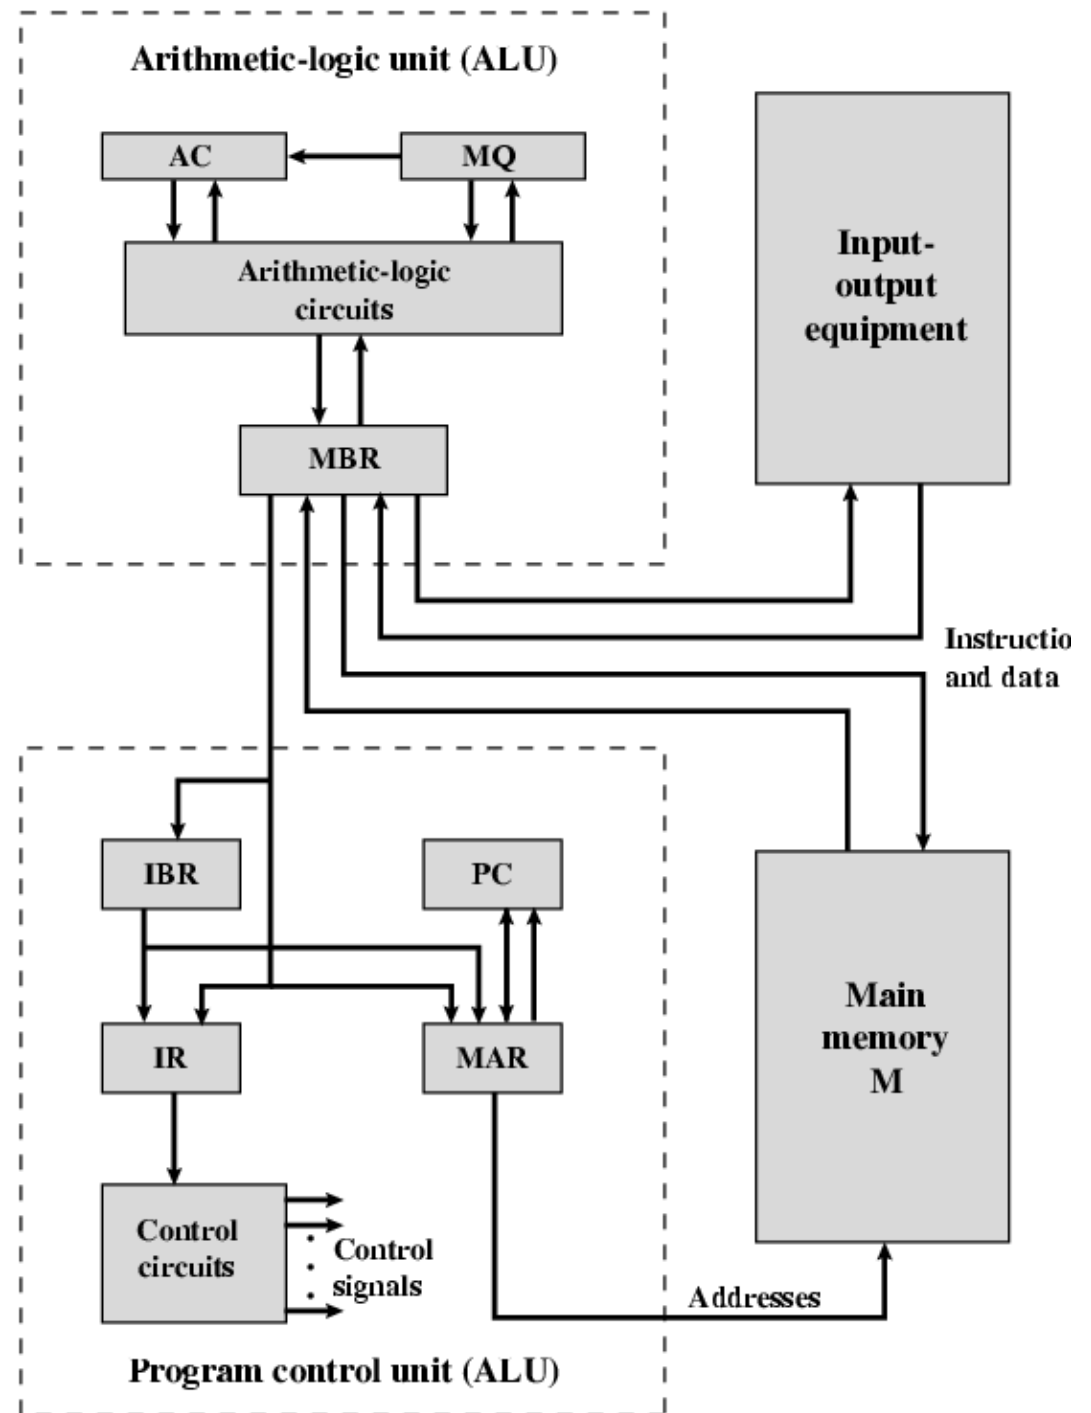 Arithmetic-logic unit (ALU)
AC
MQ
Arithmetic-logic
circuits
Input-
output
equipment
MBR
Instructio
and data
IBR
PC
IR
MAR
Main
memory
M
Control
circuits
Control
signals
Addresses
Program control unit (ALU)